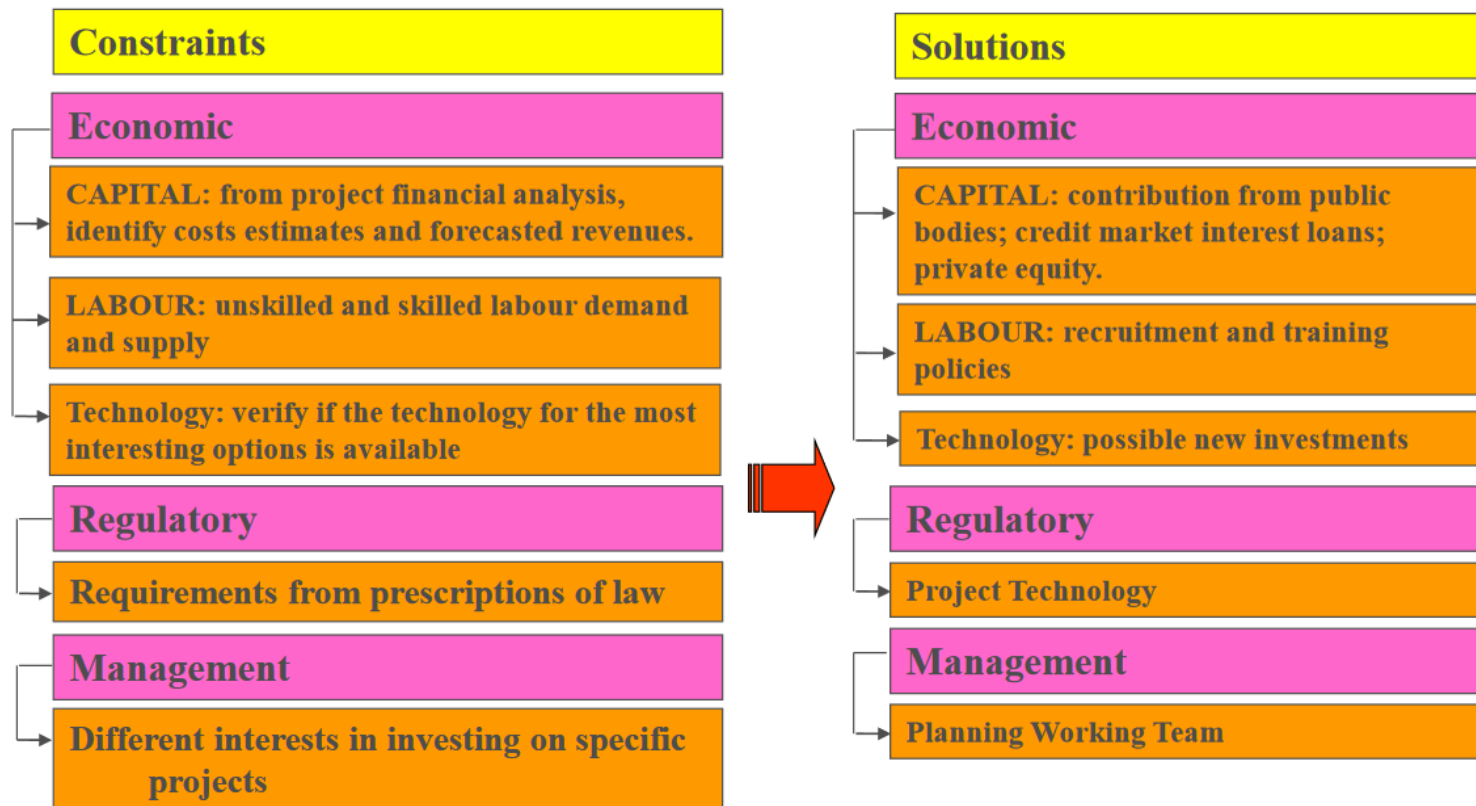 Constraints
Economic
CAPITAL: from project financial analysis,
identify costs estimates and forecasted revenues.
LABOUR: unskilled and skilled labour demand
and supply
Technology: verify if the technology for the most
interesting options is available
Regulatory
Requirements from prescriptions of law
Management
Different interests in investing on specific
projects
Solutions
Economic
CAPITAL: contribution from public
bodies; credit market interest loans;
private equity.
LABOUR: recruitment and training
policies
Technology: possible new investments
Regulatory
Project Technology
Management
Planning Working Team